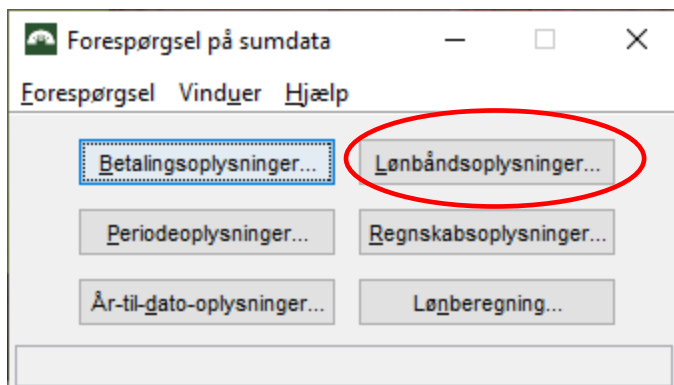 Forespørgsel på sumdata
Forespørgsel Vinduer Hjælp
Betalingsoplysninger... Lønbåndsoplysninger...
Periodeoplysninger... Regnskabsoplysninger...
År-til-dato-oplysninger... Lønberegning...